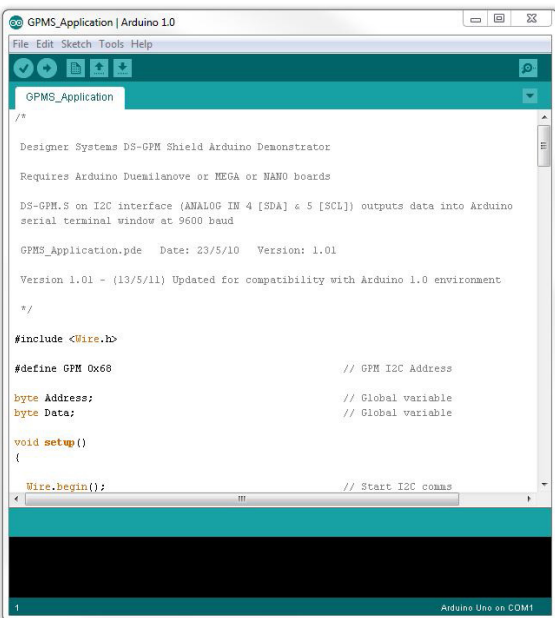 GPMS_Application | Arduino 1.0
File Edit Sketch Tools Help
GPMS_Application
/*
Designer Systems DS-GPM Shield Arduino Demonstrator
Requires Arduino Duemilanove or MEGA or NANO boards
DS-GPM.S on I2C interface (ANALOG IN 4 [SDA] & 5 [SCL]) outputs data into Arduino
serial terminal window at 9600 baud
GPMS_Application.pde Date: 23/5/10 Version: 1.01
Version 1.01 - (13/5/11) Updated for compatibility with Arduino 1.0 environment
*/
#include <Wire.h>
#define GPM 0x68 // GPM I2C Address
byte Address; // Global variable
byte Data; // Global variable
void setup()
{
Wire.begin(); // Start I2C comms
1 Arduino Uno on COM1